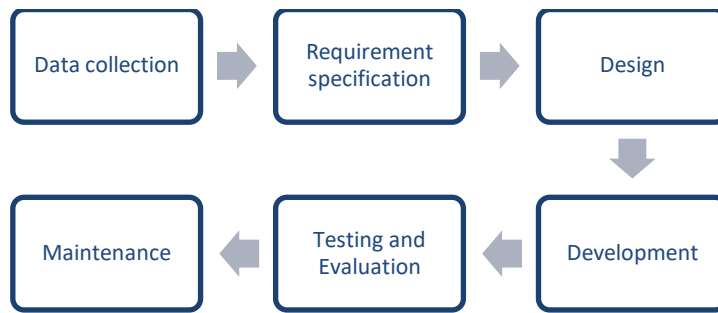 Data collection
Requirement
specification
Design
Development
Testing and
Evaluation
Maintenance